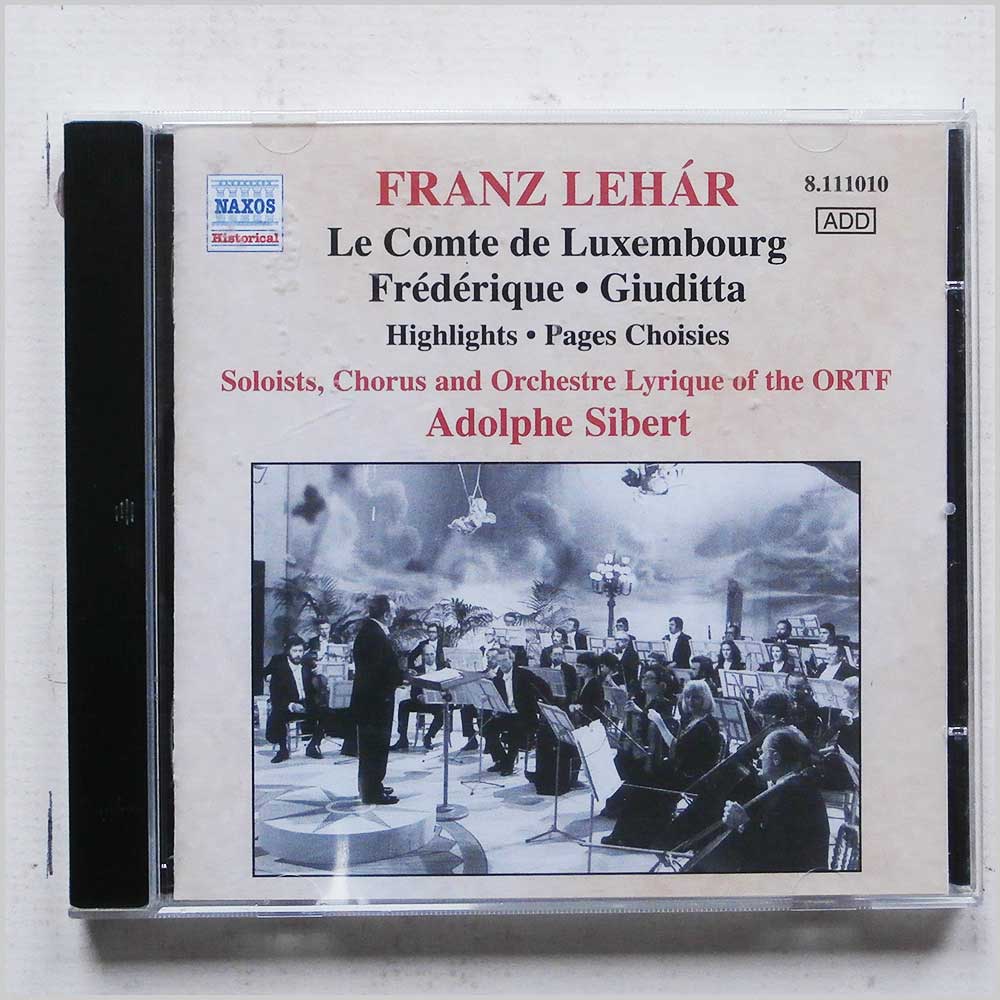 FRANZ LEHÁR
8.111010
NAXOS
Historical
ADD
Le Comte de Luxembourg
Frédérique • Giuditta
Highlights • Pages Choisies
Soloists, Chorus and Orchestre Lyrique of the ORTF
Adolphe Sibert